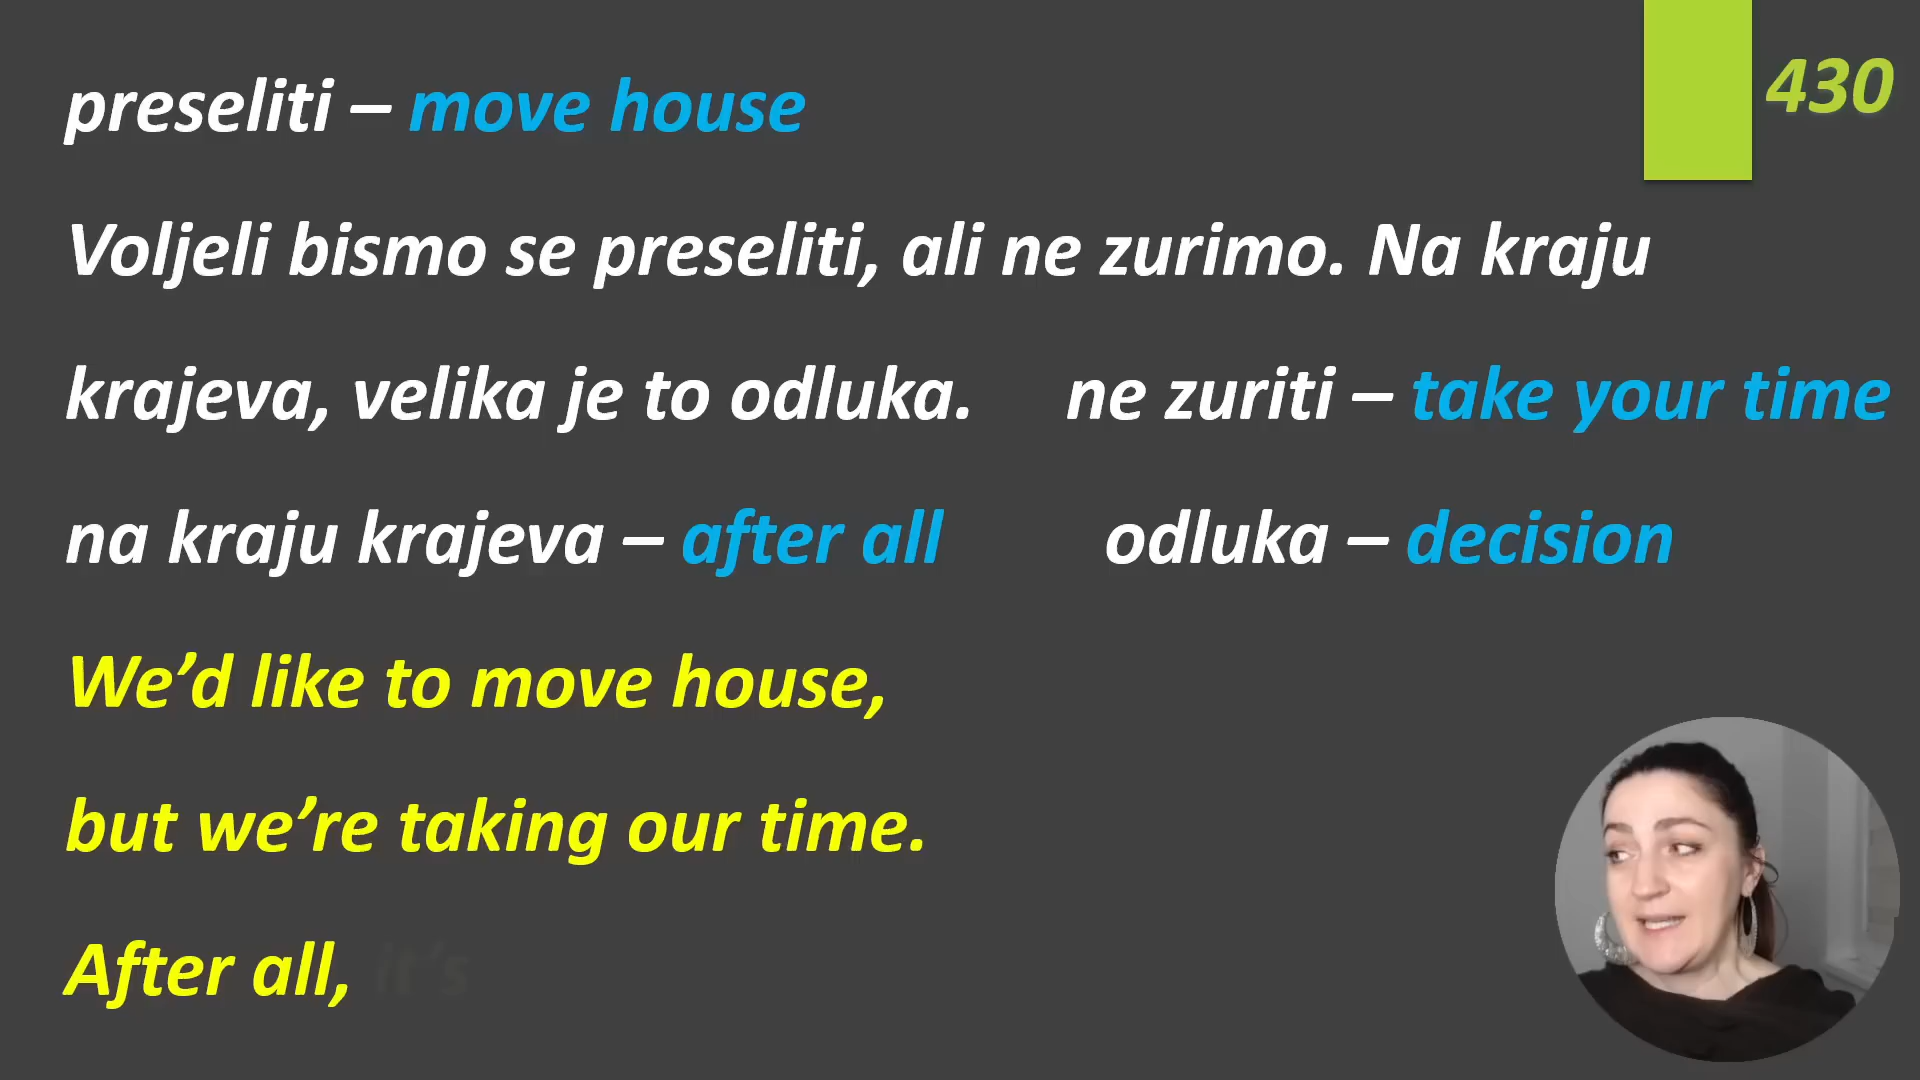 430
preseliti – move house
Voljeli bismo se preseliti, ali ne zurimo. Na kraju
krajeva, velika je to odluka. ne zuriti – take your time
na kraju krajeva – after all odluka – decision
We’d like to move house,
but we’re taking our time.
After all, it’s